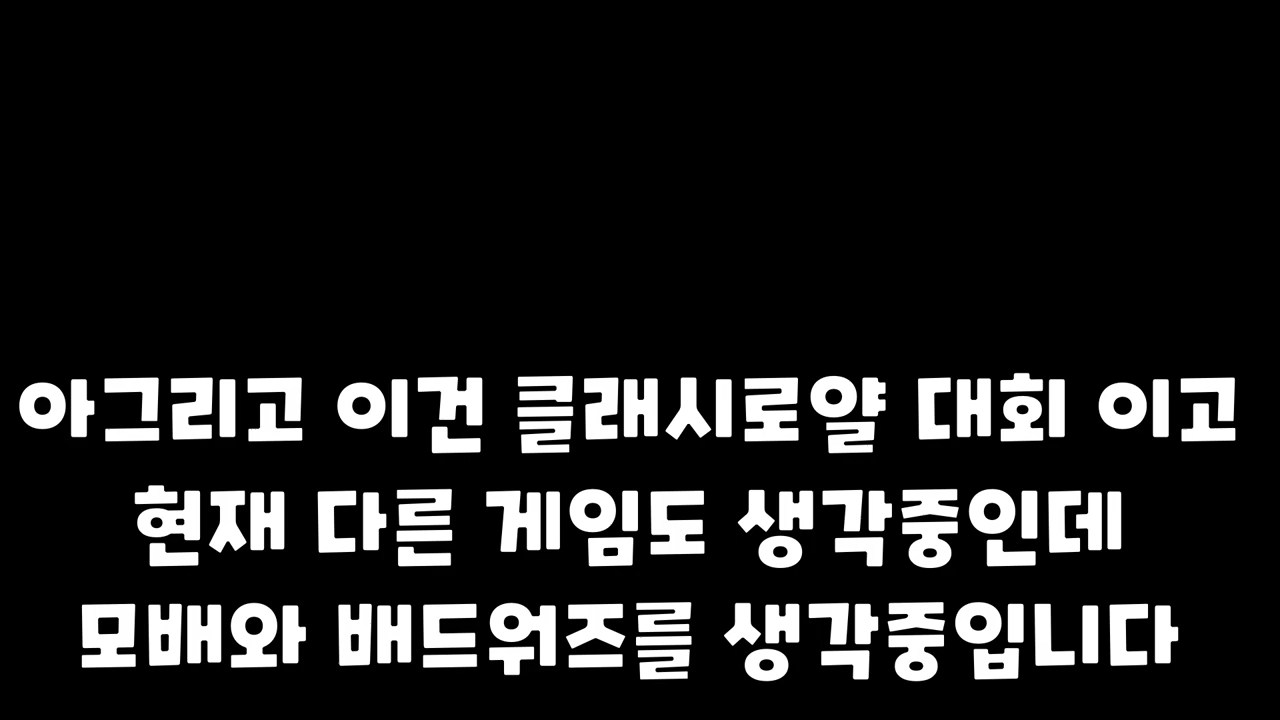 아그리고 이건 클래시로얄 대회 이고
현재 다른 게임도 생각중인데
모배와 배드워즈를 생각중입니다